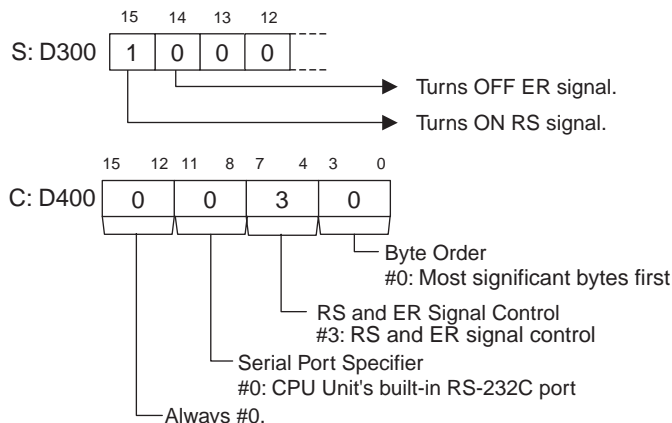 15 14 13 12
S: D300 1 0 0 0
Turns OFF ER signal.
Turns ON RS signal.
15 12 11 8 7 4 3 0
C: D400 0 0 3 0
Byte Order
#0: Most significant bytes first
RS and ER Signal Control
#3: RS and ER signal control
Serial Port Specifier
#0: CPU Unit's built-in RS-232C port
Always #0.